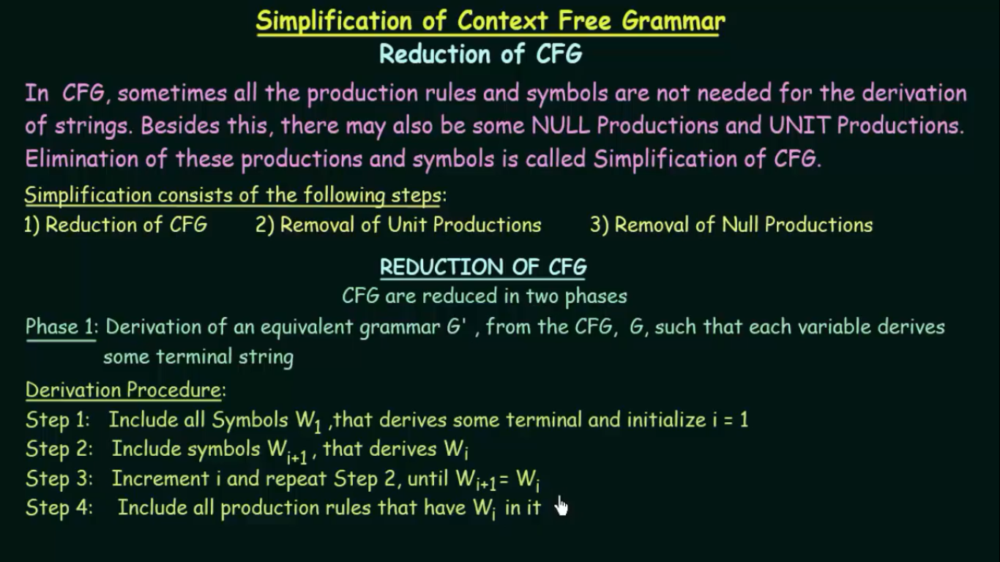 Simplification of Context Free Grammar
Reduction of CFG
In CFG, sometimes all the production rules and symbols are not needed for the derivation
of strings. Besides this, there may also be some NULL Productions and UNIT Productions.
Elimination of these productions and symbols is called Simplification of CFG.
Simplification consists of the following steps:
1) Reduction of CFG 2) Removal of Unit Productions 3) Removal of Null Productions
REDUCTION OF CFG
CFG are reduced in two phases
Phase 1: Derivation of an equivalent grammar G' , from the CFG, G, such that each variable derives
some terminal string
Derivation Procedure:
Step 1: Include all Symbols W1 ,that derives some terminal and initialize i = 1
Step 2: Include symbols Wi+1 , that derives Wi
Step 3: Increment i and repeat Step 2, until Wi+1= Wi
Step 4: Include all production rules that have Wi in it